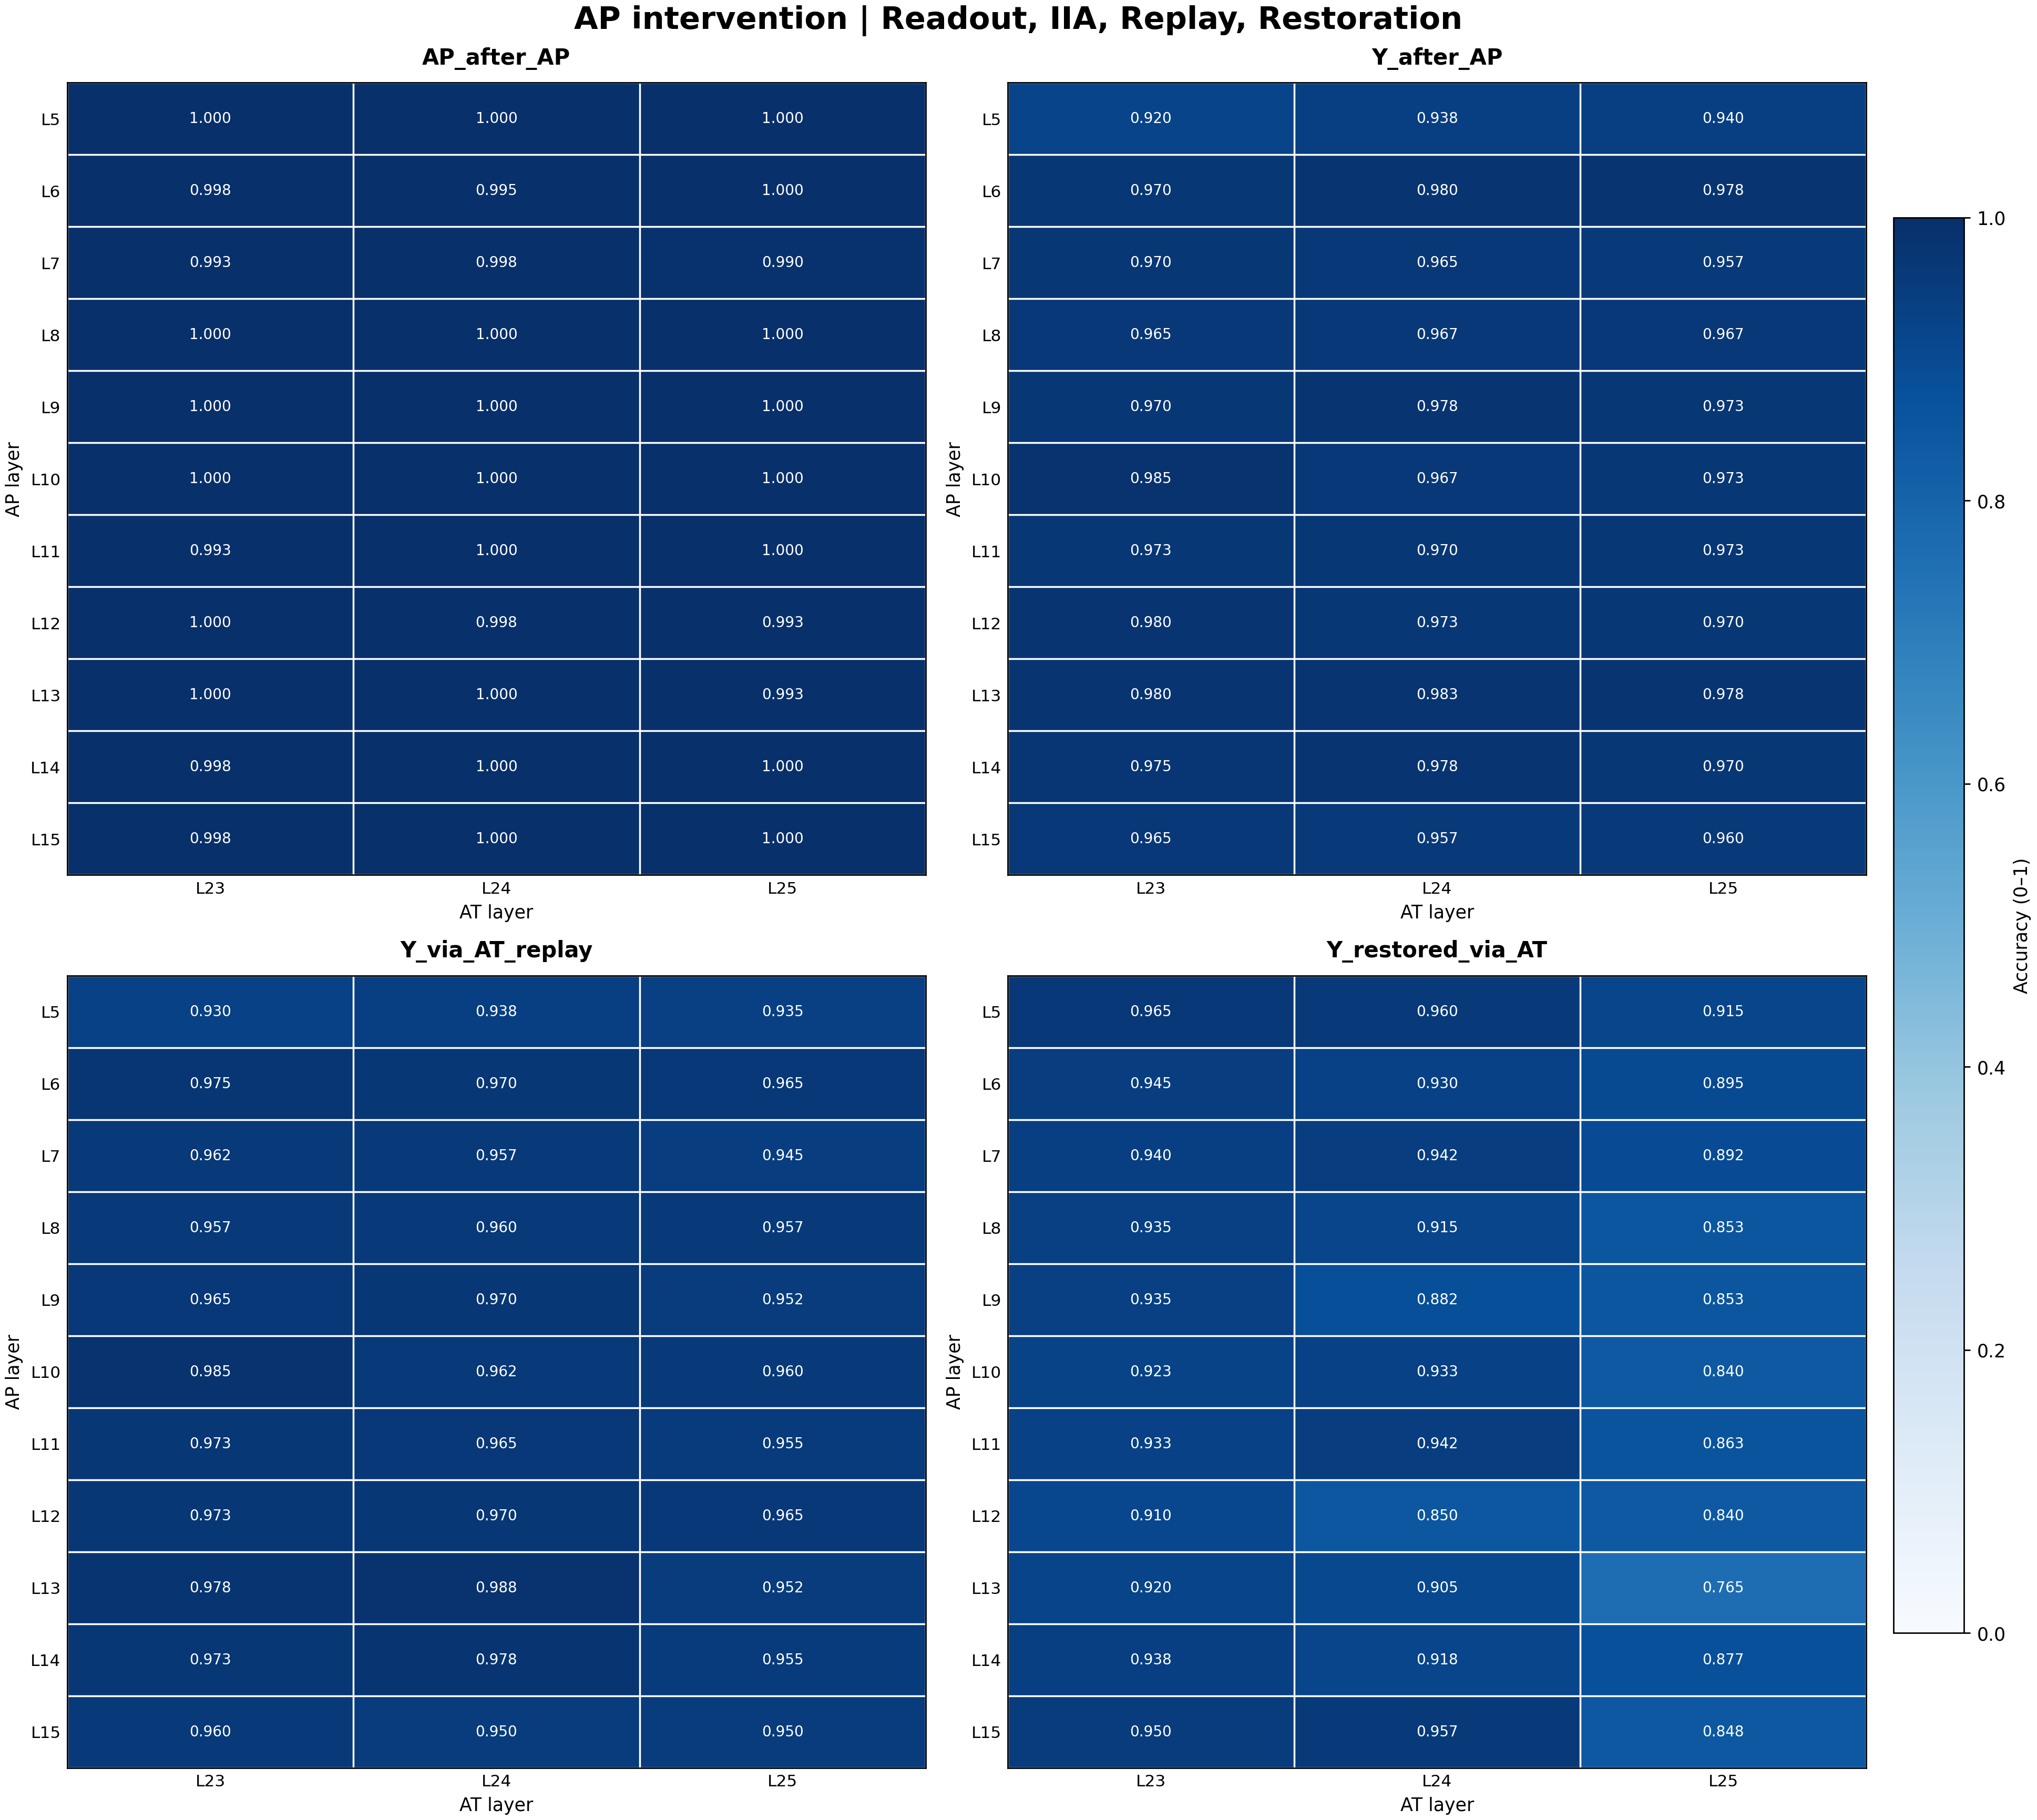 AP intervention | Readout, IIA, Replay, Restoration
AP_after_AP
AP layer
L5 1.000 1.000 1.000
L6 0.998 0.995 1.000
L7 0.993 0.998 0.990
L8 1.000 1.000 1.000
L9 1.000 1.000 1.000
L10 1.000 1.000 1.000
L11 0.993 1.000 1.000
L12 1.000 0.998 0.993
L13 1.000 1.000 0.993
L14 0.998 1.000 1.000
L15 0.998 1.000 1.000
L23 L24 L25
AT layer
Y_after_AP
AP layer
L5 0.920 0.938 0.940
L6 0.970 0.980 0.978
L7 0.970 0.965 0.957
L8 0.965 0.967 0.967
L9 0.970 0.978 0.973
L10 0.985 0.967 0.973
L11 0.973 0.970 0.973
L12 0.980 0.973 0.970
L13 0.980 0.983 0.978
L14 0.975 0.978 0.970
L15 0.965 0.957 0.960
L23 L24 L25
AT layer
Y_via_AT_replay
AP layer
L5 0.930 0.938 0.935
L6 0.975 0.970 0.965
L7 0.962 0.957 0.945
L8 0.957 0.960 0.957
L9 0.965 0.970 0.952
L10 0.985 0.962 0.960
L11 0.973 0.965 0.955
L12 0.973 0.970 0.965
L13 0.978 0.988 0.952
L14 0.973 0.978 0.955
L15 0.960 0.950 0.950
L23 L24 L25
AT layer
Y_restored_via_AT
AP layer
L5 0.965 0.960 0.915
L6 0.945 0.930 0.895
L7 0.940 0.942 0.892
L8 0.935 0.915 0.853
L9 0.935 0.882 0.853
L10 0.923 0.933 0.840
L11 0.933 0.942 0.863
L12 0.910 0.850 0.840
L13 0.920 0.905 0.765
L14 0.938 0.918 0.877
L15 0.950 0.957 0.848
L23 L24 L25
AT layer
1.0
0.8
0.6
0.4
0.2
0.0
Accuracy (0–1)